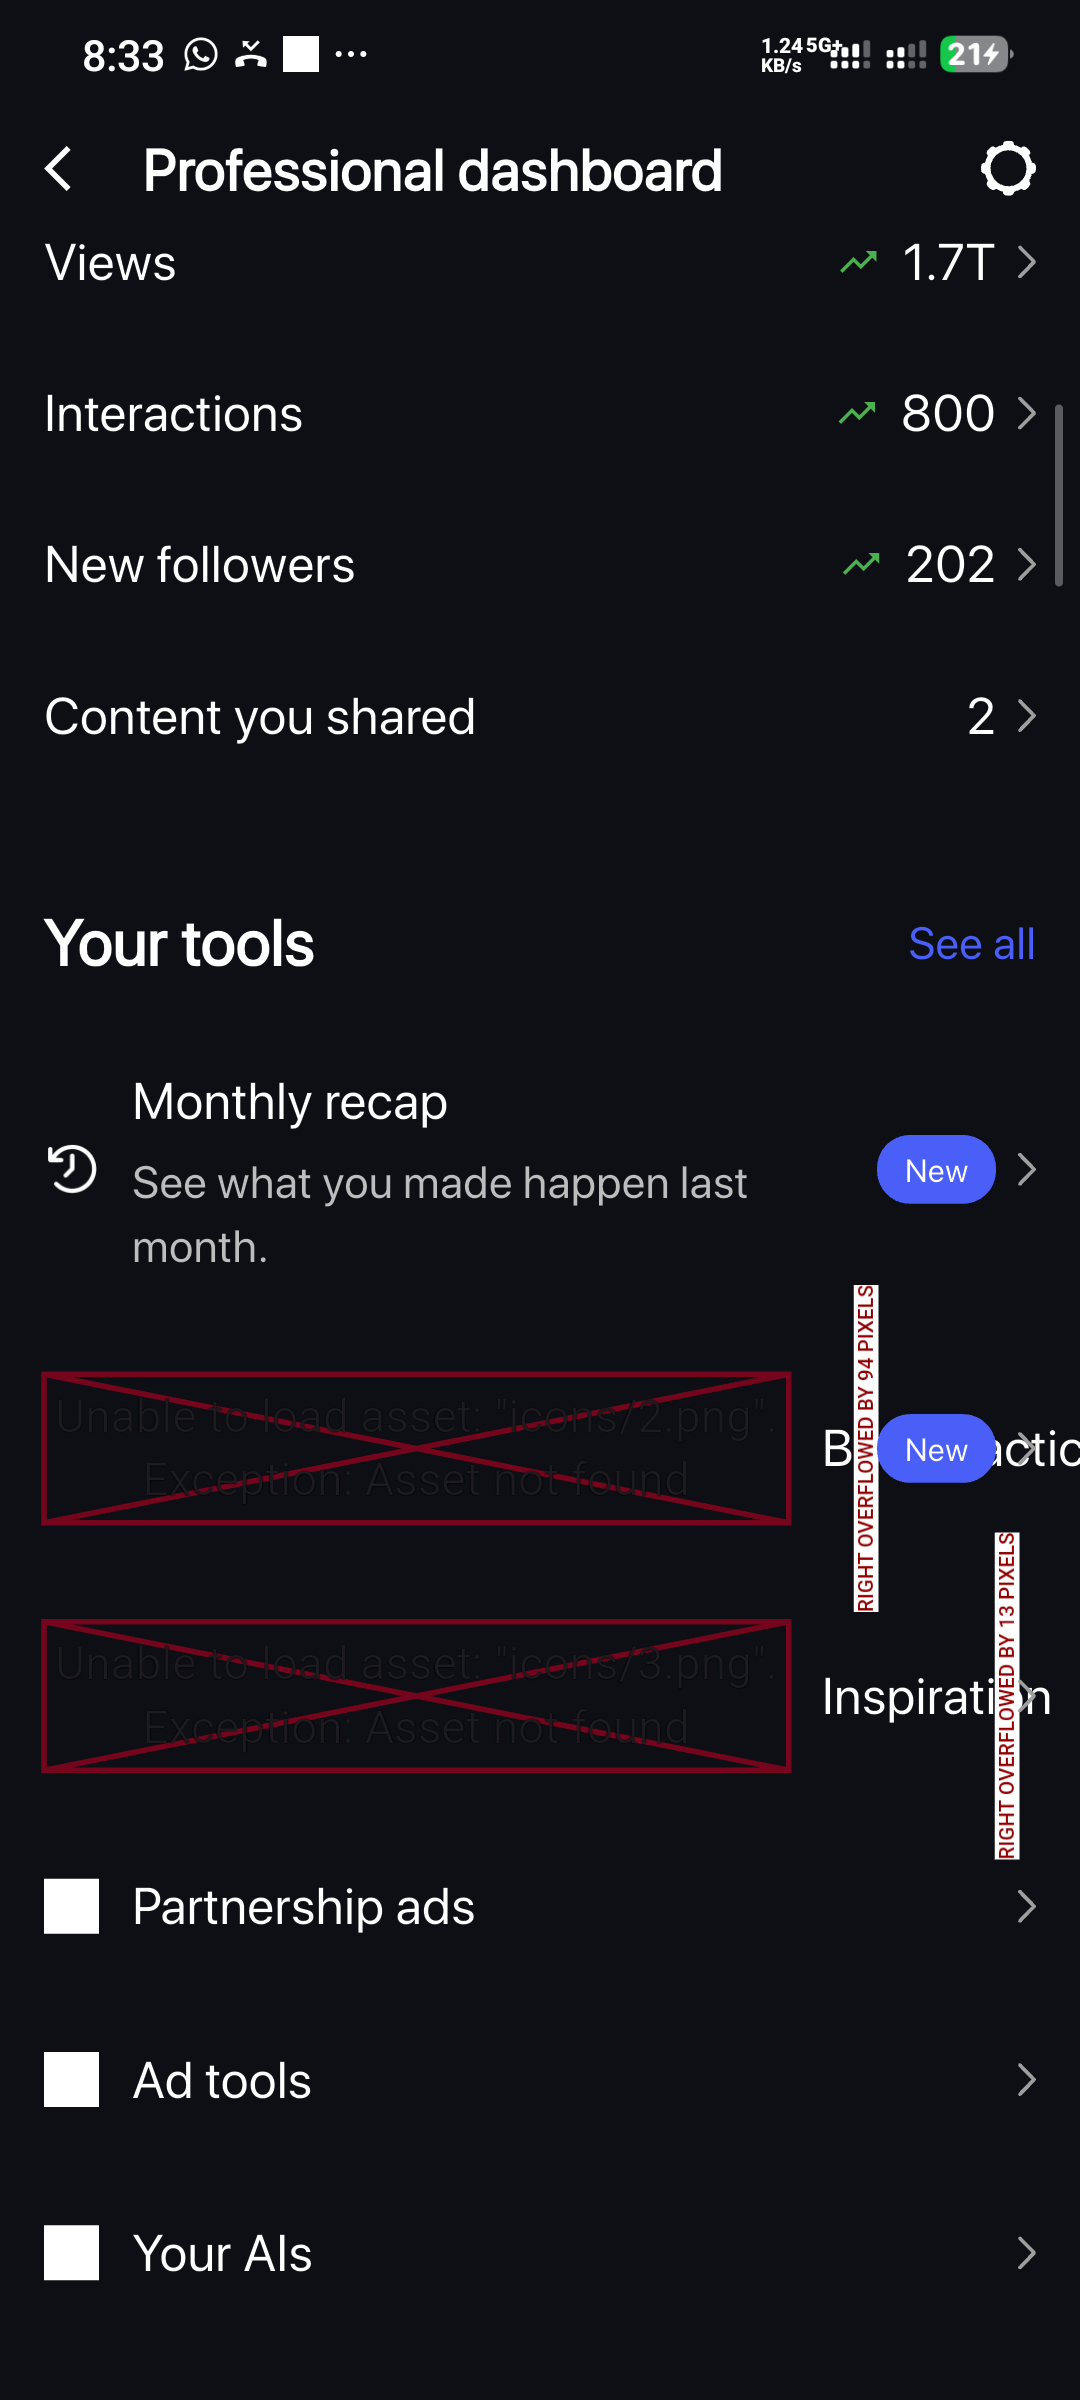 8:33
1.24 KB/s 5G+ 21
Professional dashboard
Views 1.7T
Interactions 800
New followers 202
Content you shared 2
Your tools See all
Monthly recap
See what you made happen last
month.
New
Unable to load asset: "icons/2.png".
Exception: Asset not found
RIGHT OVERFLOWED BY 94 PIXELS
New
Unable to load asset: "icons/3.png".
Exception: Asset not found
Inspiration
RIGHT OVERFLOWED BY 13 PIXELS
Partnership ads
Ad tools
Your AIs